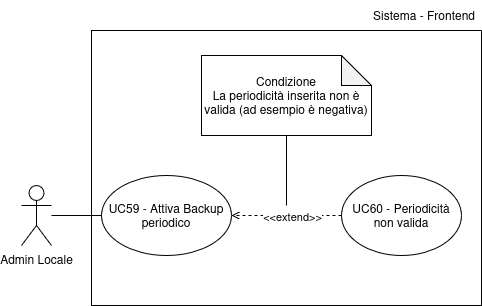 Sistema - Frontend
Condizione
La periodicità inserita non è
valida (ad esempio è negativa)
UC59 - Attiva Backup
periodico
<<extend>>
UC60 - Periodicità
non valida
Admin Locale